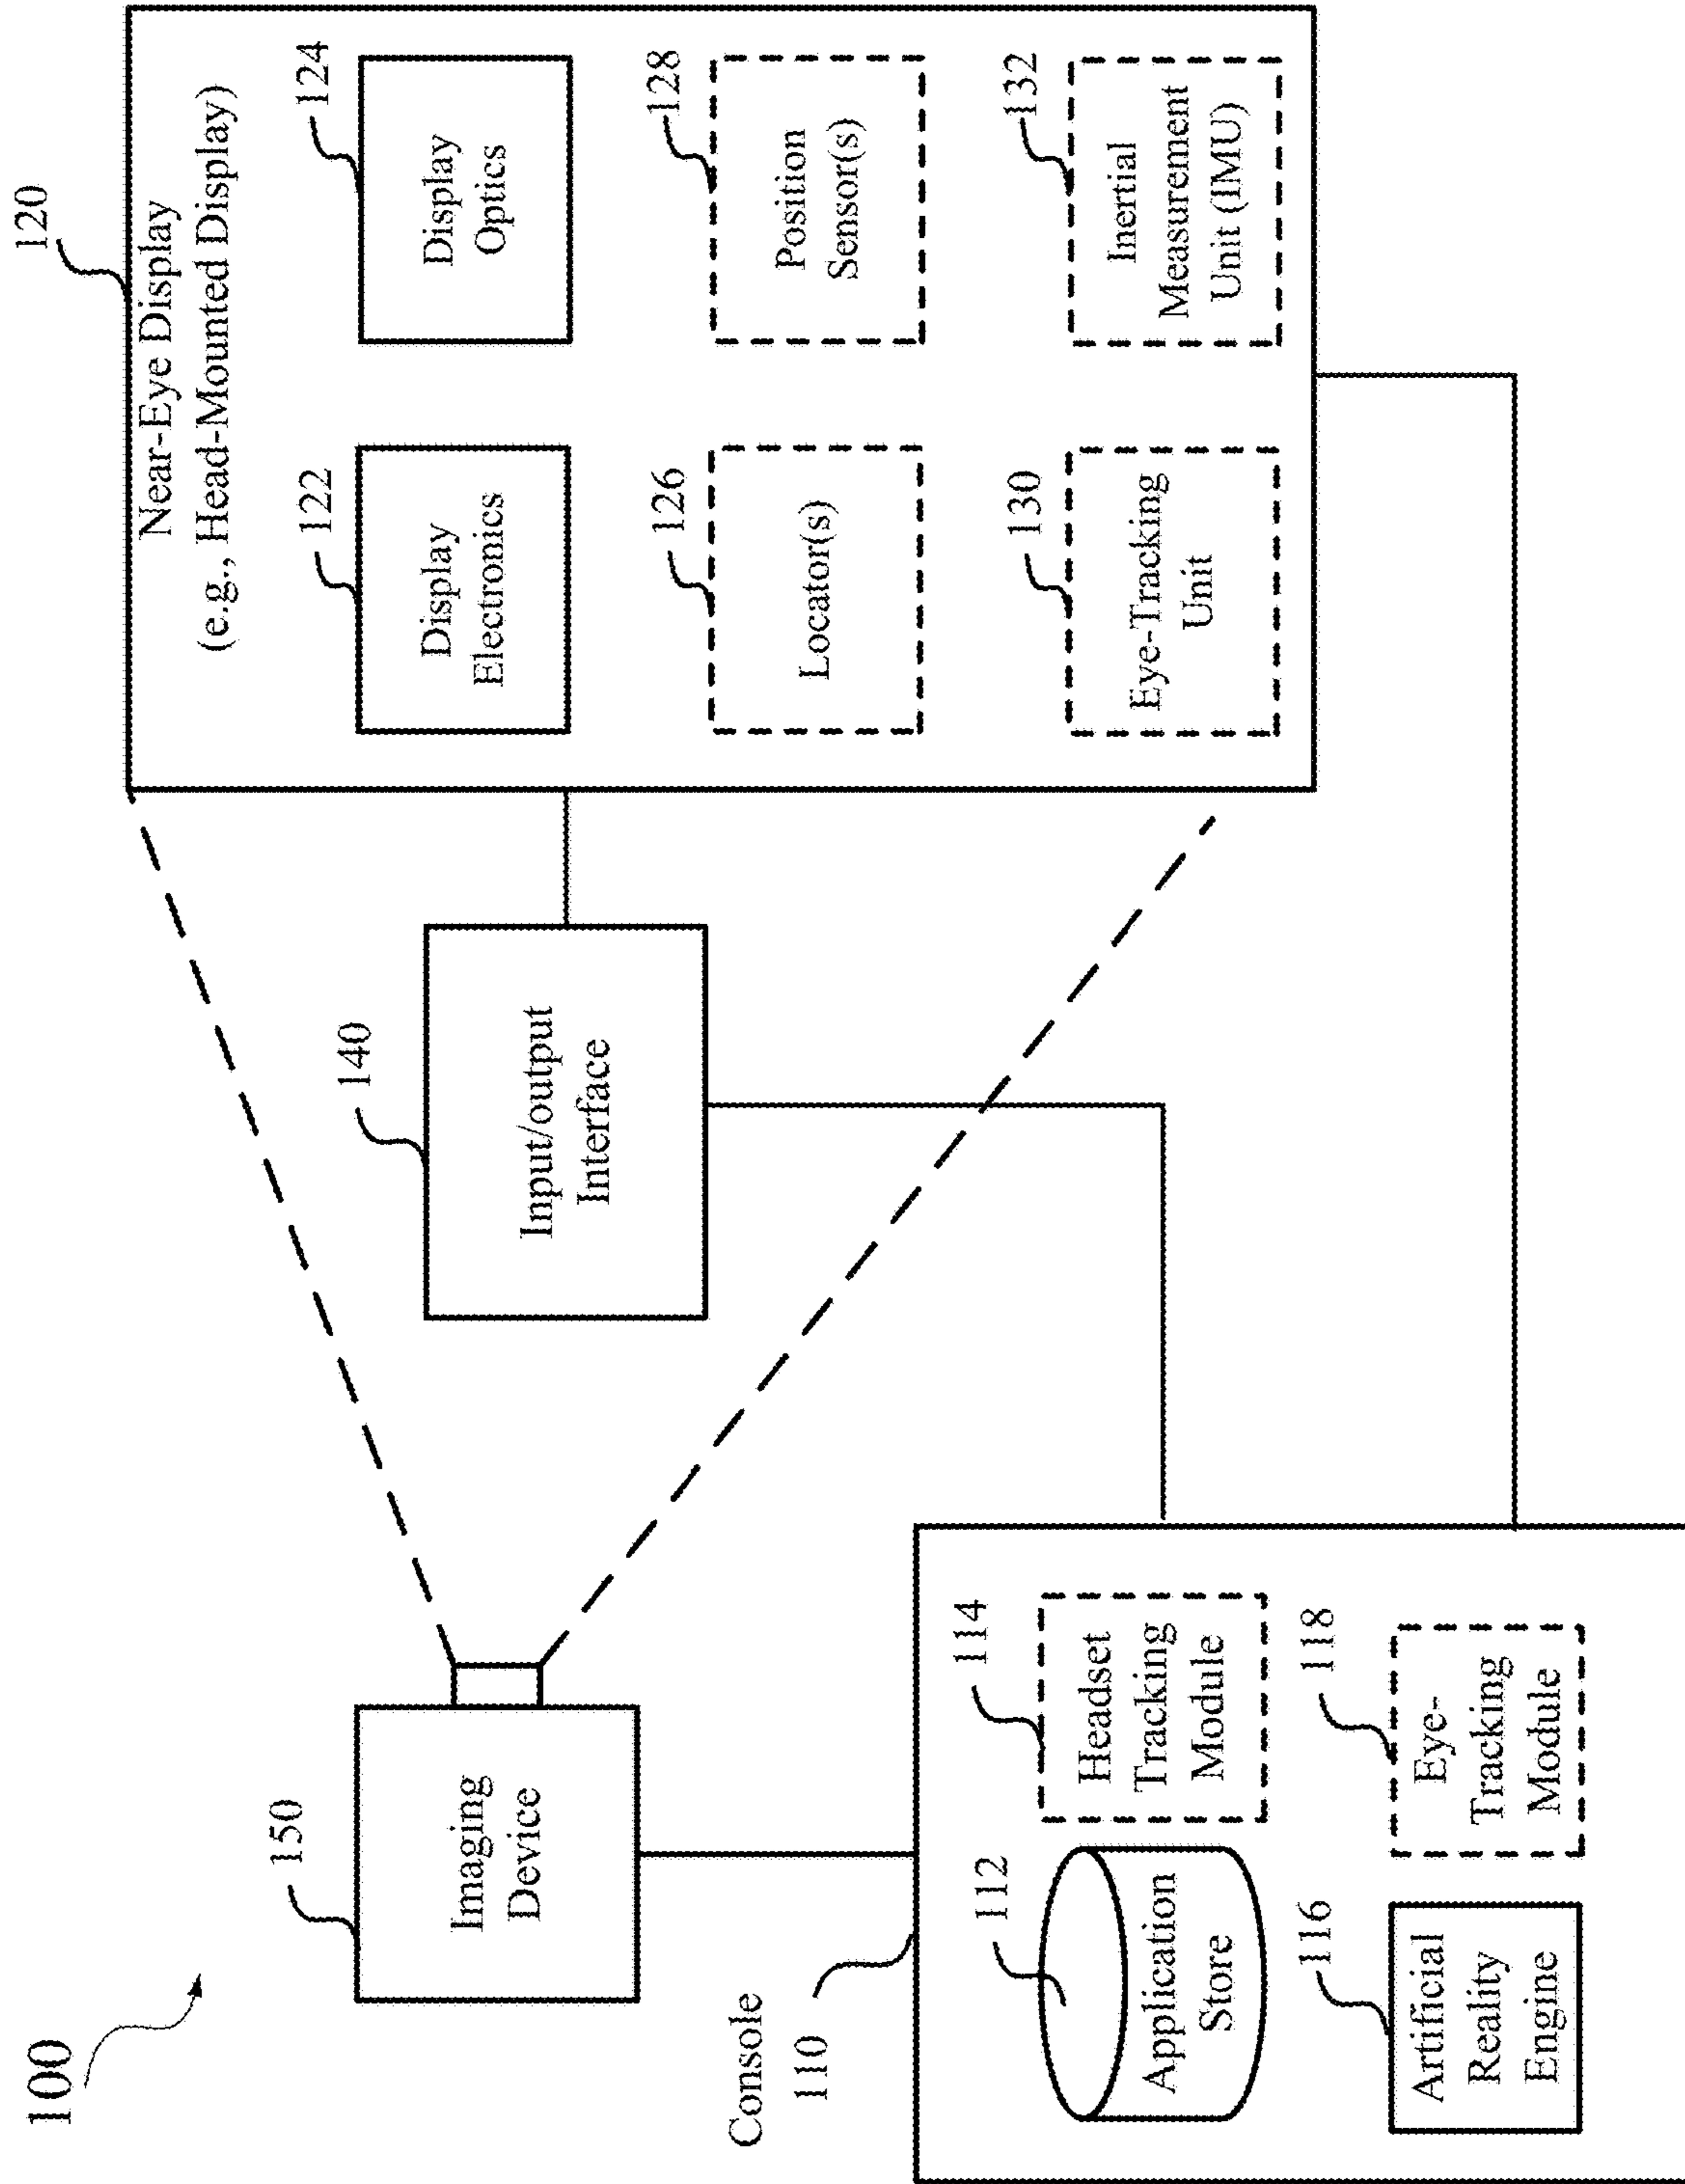 100
150
Imaging
Device
140
Input/output
Interface
120
Near-Eye Display
(e.g., Head-Mounted Display)
122
Display
Electronics
124
Display
Optics
126
Locator(s)
128
Position
Sensor(s)
130
Eye-Tracking
Unit
132
Inertial
Measurement
Unit (IMU)
Console
110
112
Application
Store
114
Headset
Tracking
Module
116
Artificial
Reality
Engine
118
Eye-
Tracking
Module